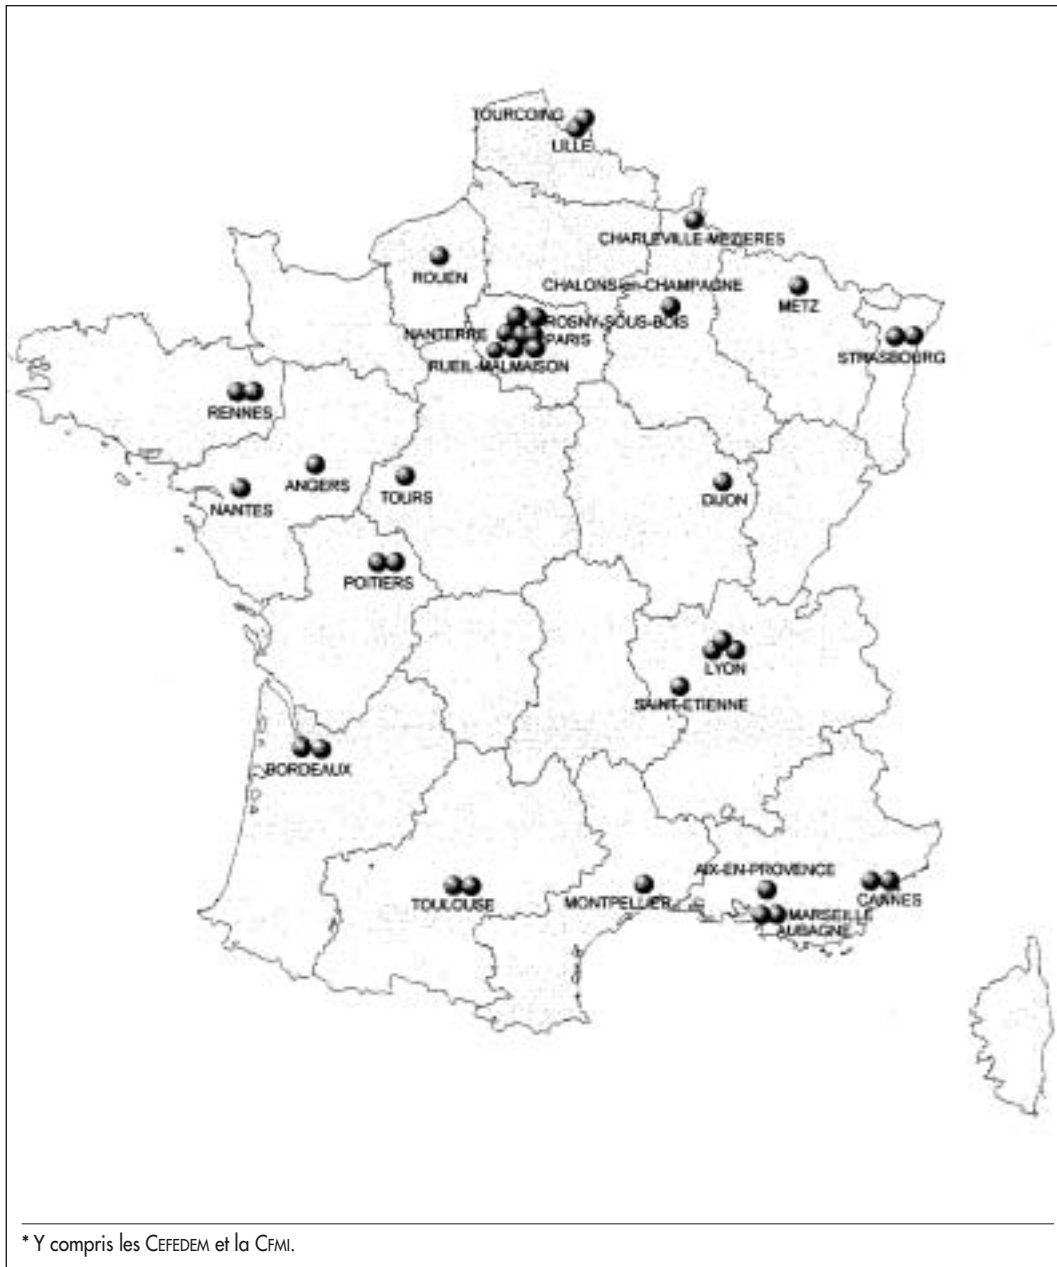 TOURCOING
LILLE
CHARLEVILLE-MEZIERES
ROUEN
CHALONS-en-CHAMPAGNE
METZ
ROSNY-SOUS-BOIS
NANTERRE
PARIS
STRASBOURG
RUEIL-MALMAISON
RENNES
ANGERS
TOURS
DIJON
NANTES
POITIERS
LYON
SAINT-ETIENNE
BORDEAUX
AIX-EN-PROVENCE
TOULOUSE
MONTPELLIER
CANNES
MARSEILLE
AUBAGNE
* Y compris les CEFEDEM et la CFMI.